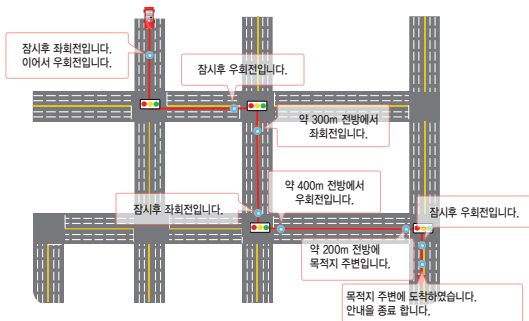 잠시후 좌회전입니다.
이어서 우회전입니다.
잠시후 우회전입니다.
약 300m 전방에서
좌회전입니다.
약 400m 전방에서
우회전입니다.
잠시후 좌회전입니다.
잠시후 우회전입니다.
약 200m 전방에
목적지 주변입니다.
목적지 주변에 도착하였습니다.
안내을 종료 합니다.